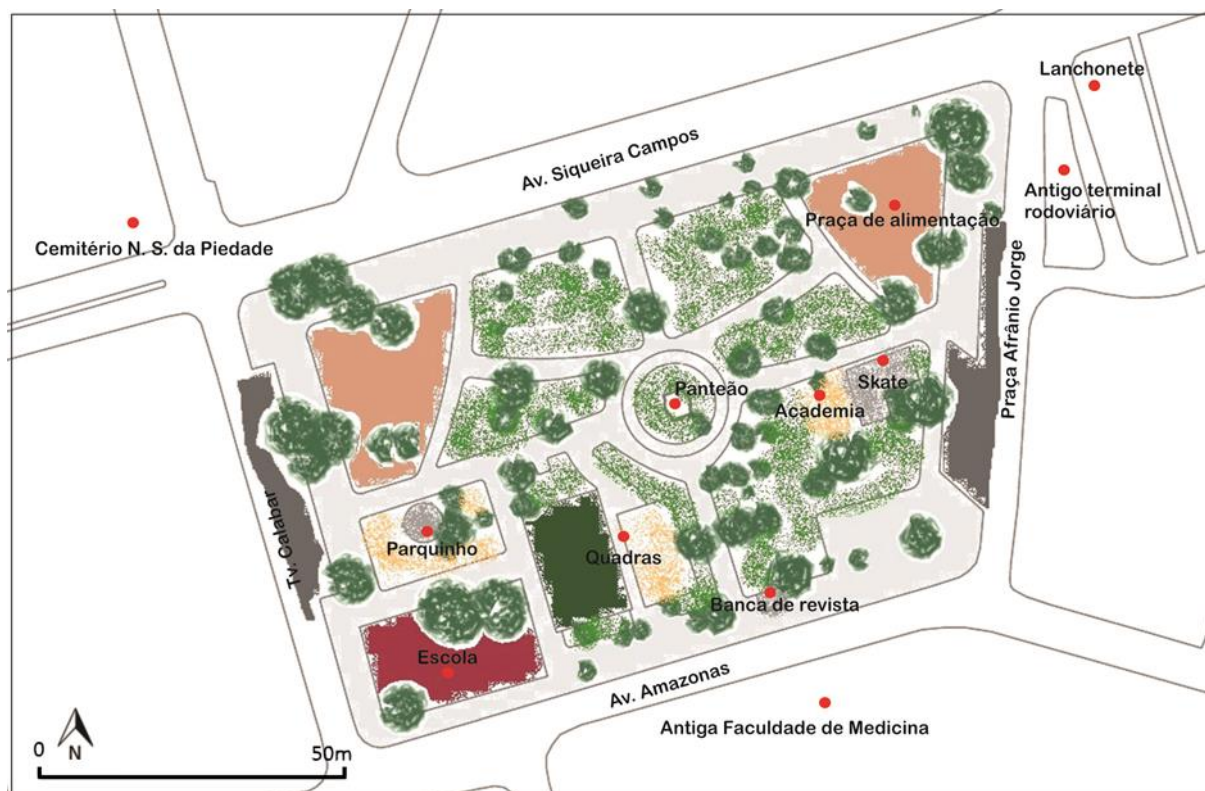 Lanchonete
Av. Siqueira Campos
Antigo terminal
rodoviário
Praça de alimentação
Cemitério N. S. da Piedade
Praça Afrânio Jorge
Skate
Panteão
Academia
Tv. Calabar
Parquinho
Quadras
Banca de revista
Escola
Av. Amazonas
Antiga Faculdade de Medicina
0 50m
N